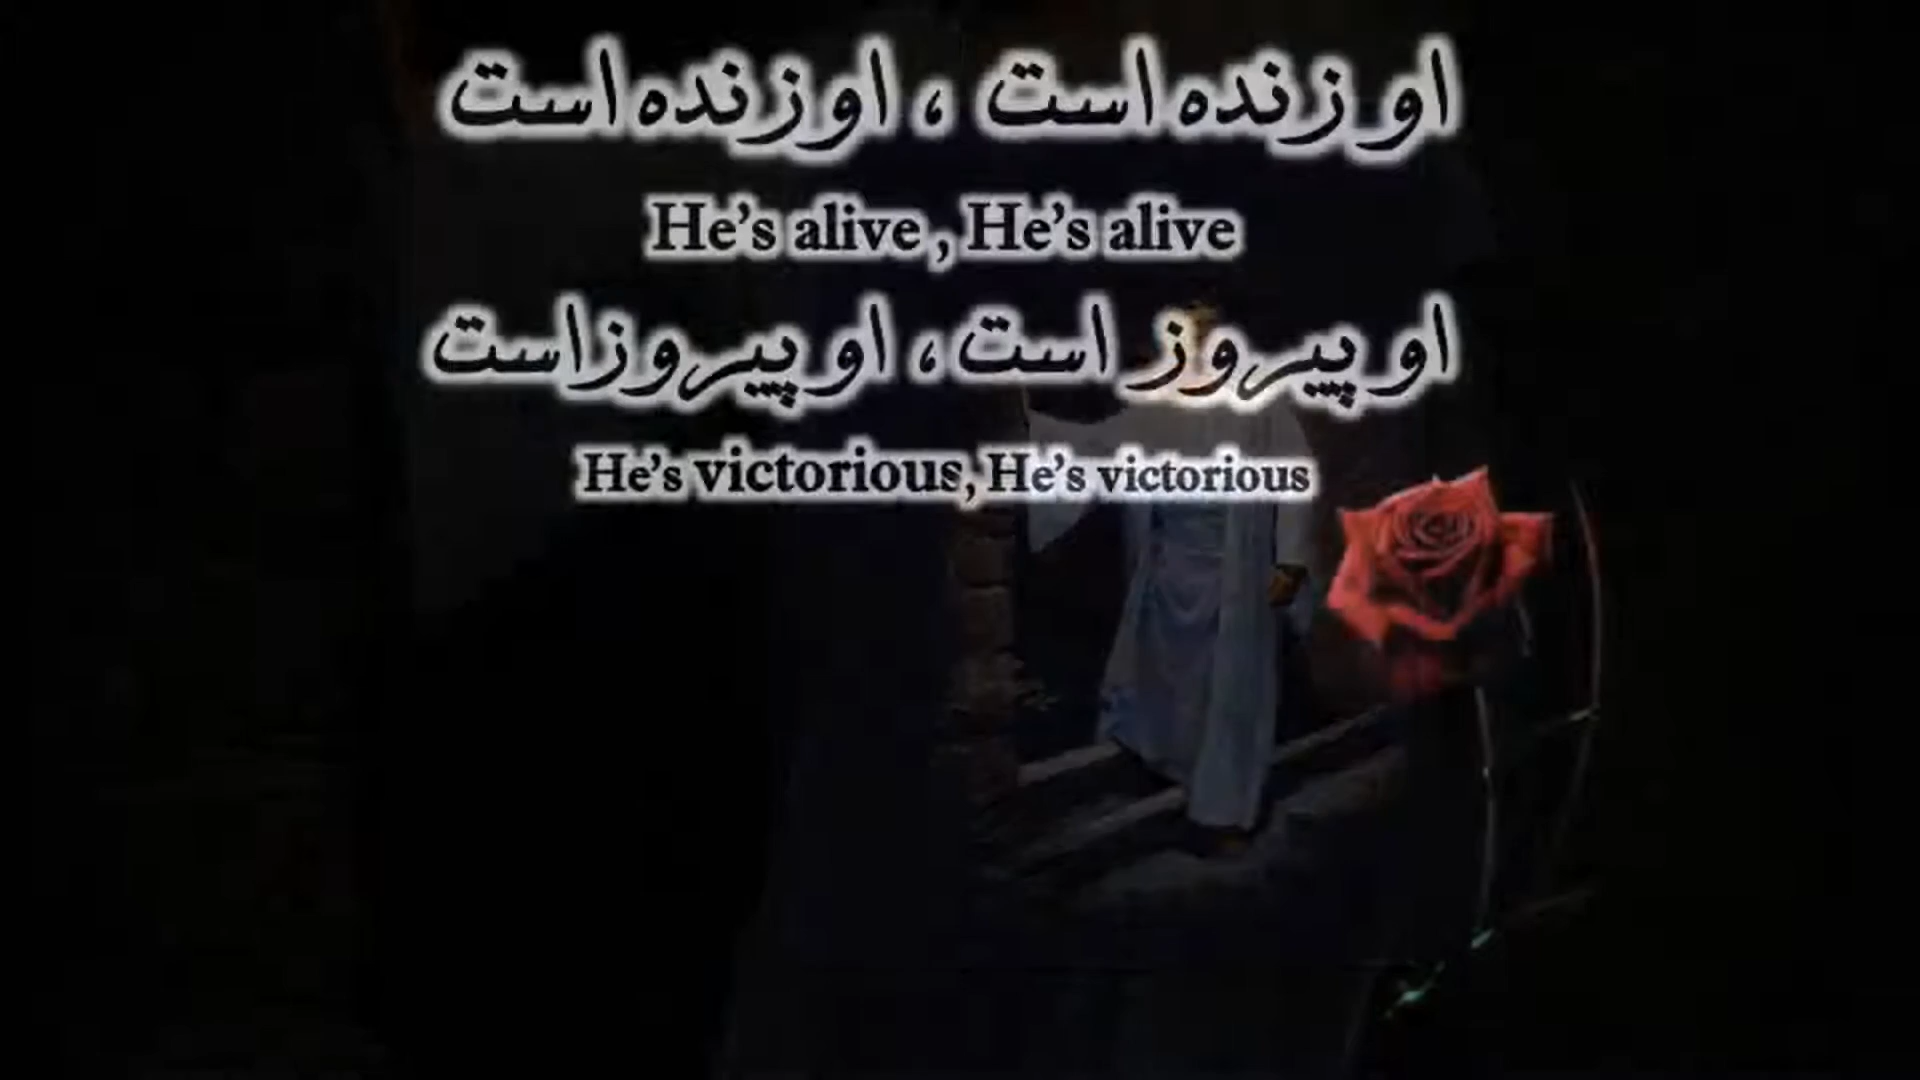 او زنده است ، او زنده است
He's alive, He's alive
او پیروز است، او پیروز است
He's victorious, He's victorious